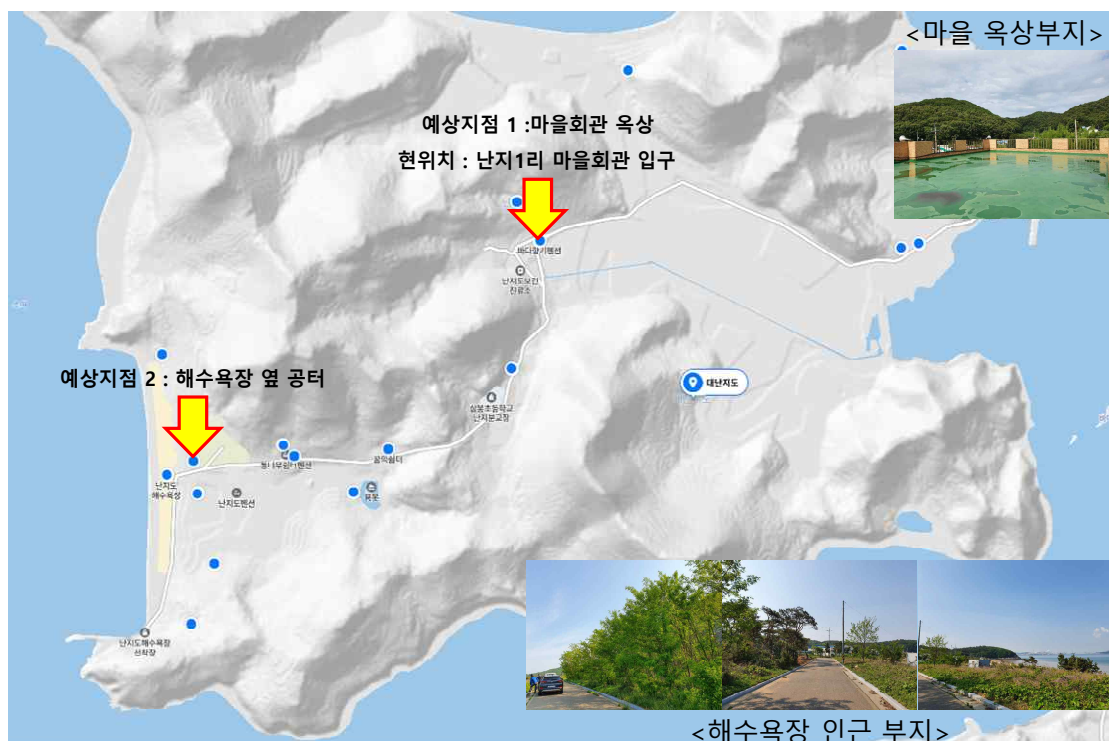 <마을 옥상부지>
예상지점 1 :마을회관 옥상
현위치 : 난지1리 마을회관 입구
바다향기펜션
난지도보건
진료소
대난지도
예상지점 2 : 해수욕장 옆 공터
삼봉초등학교
난지분교장
꿈의쉼터
난지도
해수욕장
난지도펜션
용못
난지도해수욕장
선착장
<해수욕장 인근 부지>